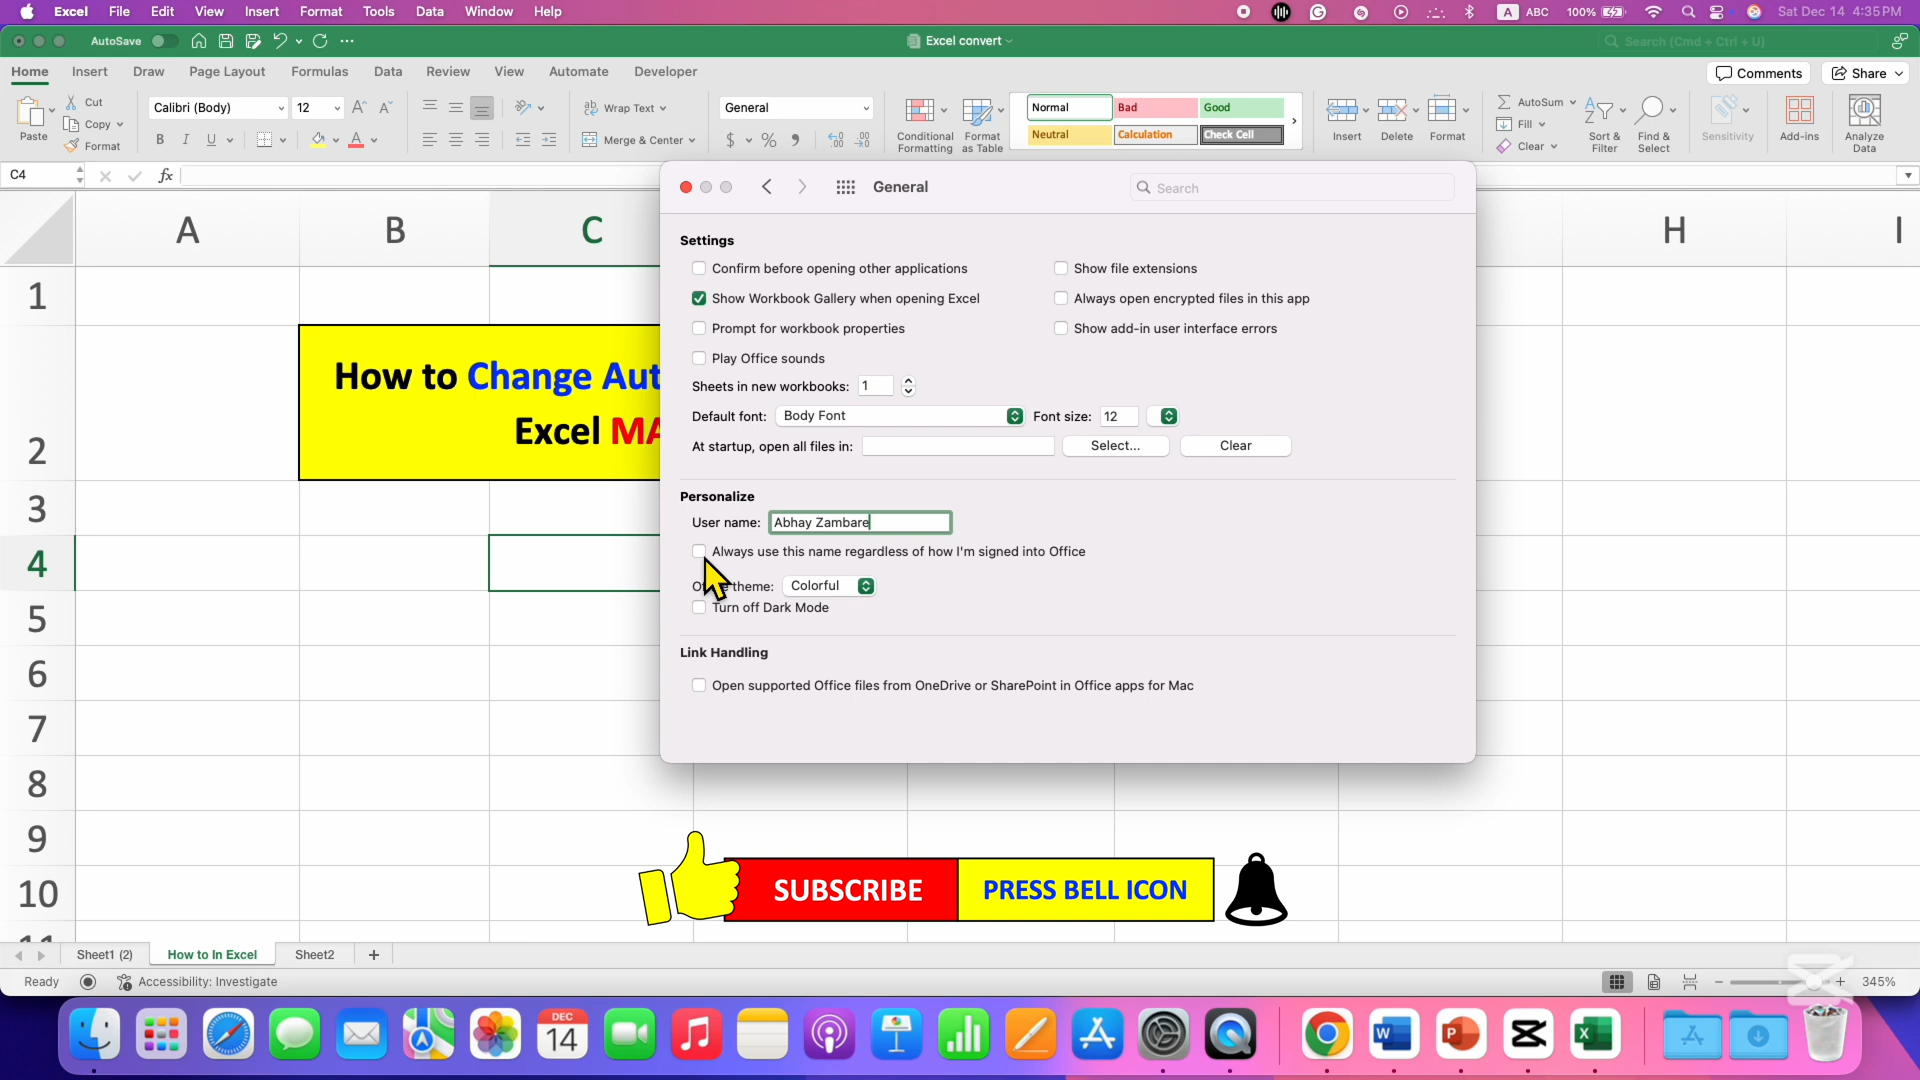 Excel File Edit View Insert Format Tools Data Window Help
A ABC 100% Sat Dec 14 4:35 PM
AutoSave
Excel convert
Search (Cmd + Ctrl + U)
Home Insert Draw Page Layout Formulas Data Review View Automate Developer
Comments Share
Paste
Cut
Copy
Format
Calibri (Body) 12
Wrap Text
Merge & Center
General
Conditional Formatting
Format as Table
Normal Bad Good
Neutral Calculation Check Cell
Insert Delete Format
AutoSum
Fill
Clear
Sort & Filter
Find & Select
Sensitivity
Add-ins
Analyze Data
C4 fx
A B C H I
1
2
3
4
5
6
7
8
9
10
11
How to Change Aut
Excel MA
General
Search
Settings
Confirm before opening other applications
Show file extensions
Show Workbook Gallery when opening Excel
Always open encrypted files in this app
Prompt for workbook properties
Show add-in user interface errors
Play Office sounds
Sheets in new workbooks: 1
Default font: Body Font Font size: 12
At startup, open all files in: Select... Clear
Personalize
User name: Abhay Zambare
Always use this name regardless of how I'm signed into Office
theme: Colorful
Turn off Dark Mode
Link Handling
Open supported Office files from OneDrive or SharePoint in Office apps for Mac
SUBSCRIBE PRESS BELL ICON
Sheet1 (2) How to In Excel Sheet2 +
Ready Accessibility: Investigate 345%
DEC
14